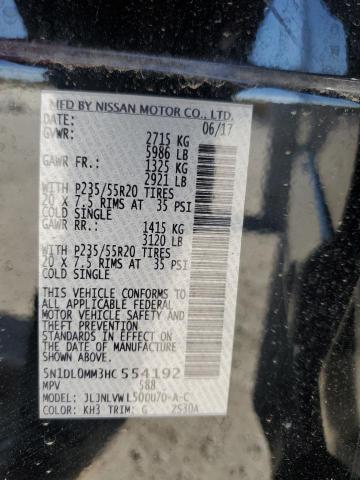 MFD BY NISSAN MOTOR CO., LTD.
DATE: 06/17
GVWR: 2715 KG
5986 LB
GAWR FR.: 1325 KG
2921 LB
WITH P235/55R20 TIRES
20 X 7.5 RIMS AT 35 PSI
COLD SINGLE
GAWR RR.: 1415 KG
3120 LB
WITH P235/55R20 TIRES
20 X 7.5 RIMS AT 35 PSI
COLD SINGLE
THIS VEHICLE CONFORMS TO
ALL APPLICABLE FEDERAL
MOTOR VEHICLE SAFETY AND
THEFT PREVENTION
STANDARDS IN EFFECT ON
THE DATE OF MANUFACTURE
SHOWN ABOVE.
5N1DL0MM3HC554192
MPV 588
MODEL: JLJNLVWL50UU70-A-C
COLOR: KH3 TRIM: G